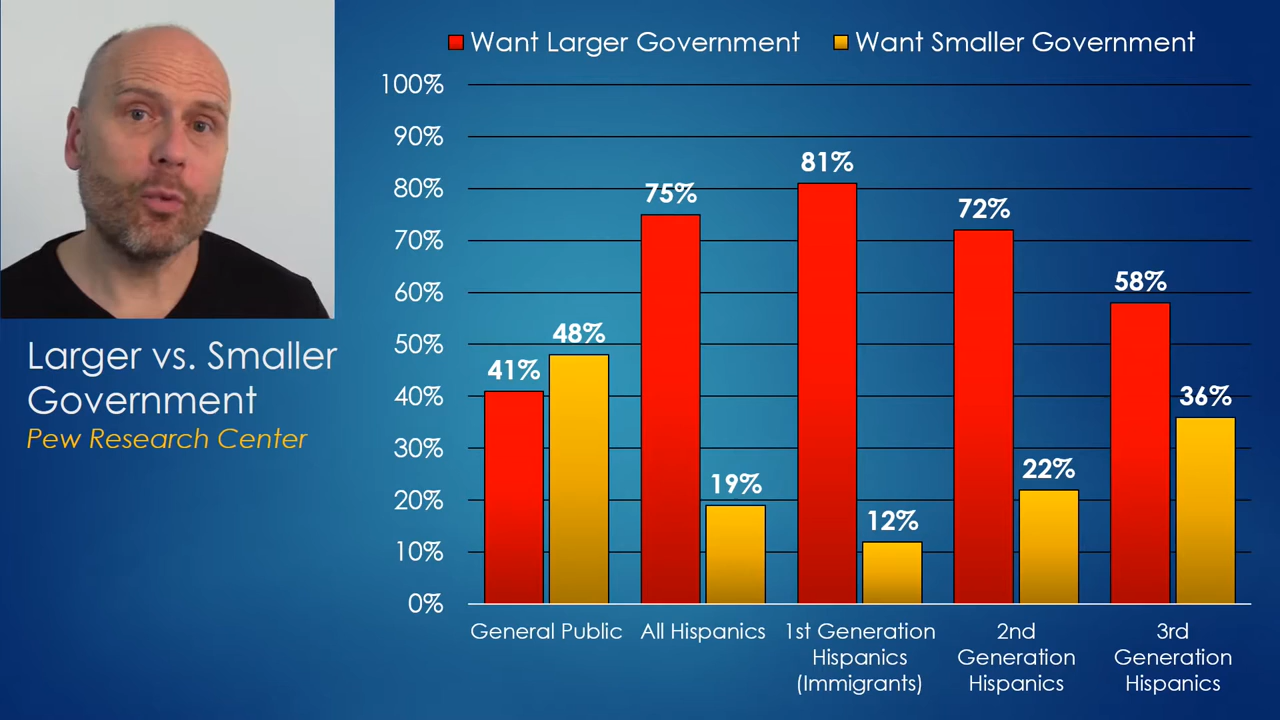 Want Larger Government
Want Smaller Government
Larger vs. Smaller
Government
Pew Research Center
100%
90%
80%
70%
60%
50%
40%
30%
20%
10%
0%
41%
48%
75%
19%
81%
12%
72%
22%
58%
36%
General Public
All Hispanics
1st Generation
Hispanics
(Immigrants)
2nd
Generation
Hispanics
3rd
Generation
Hispanics